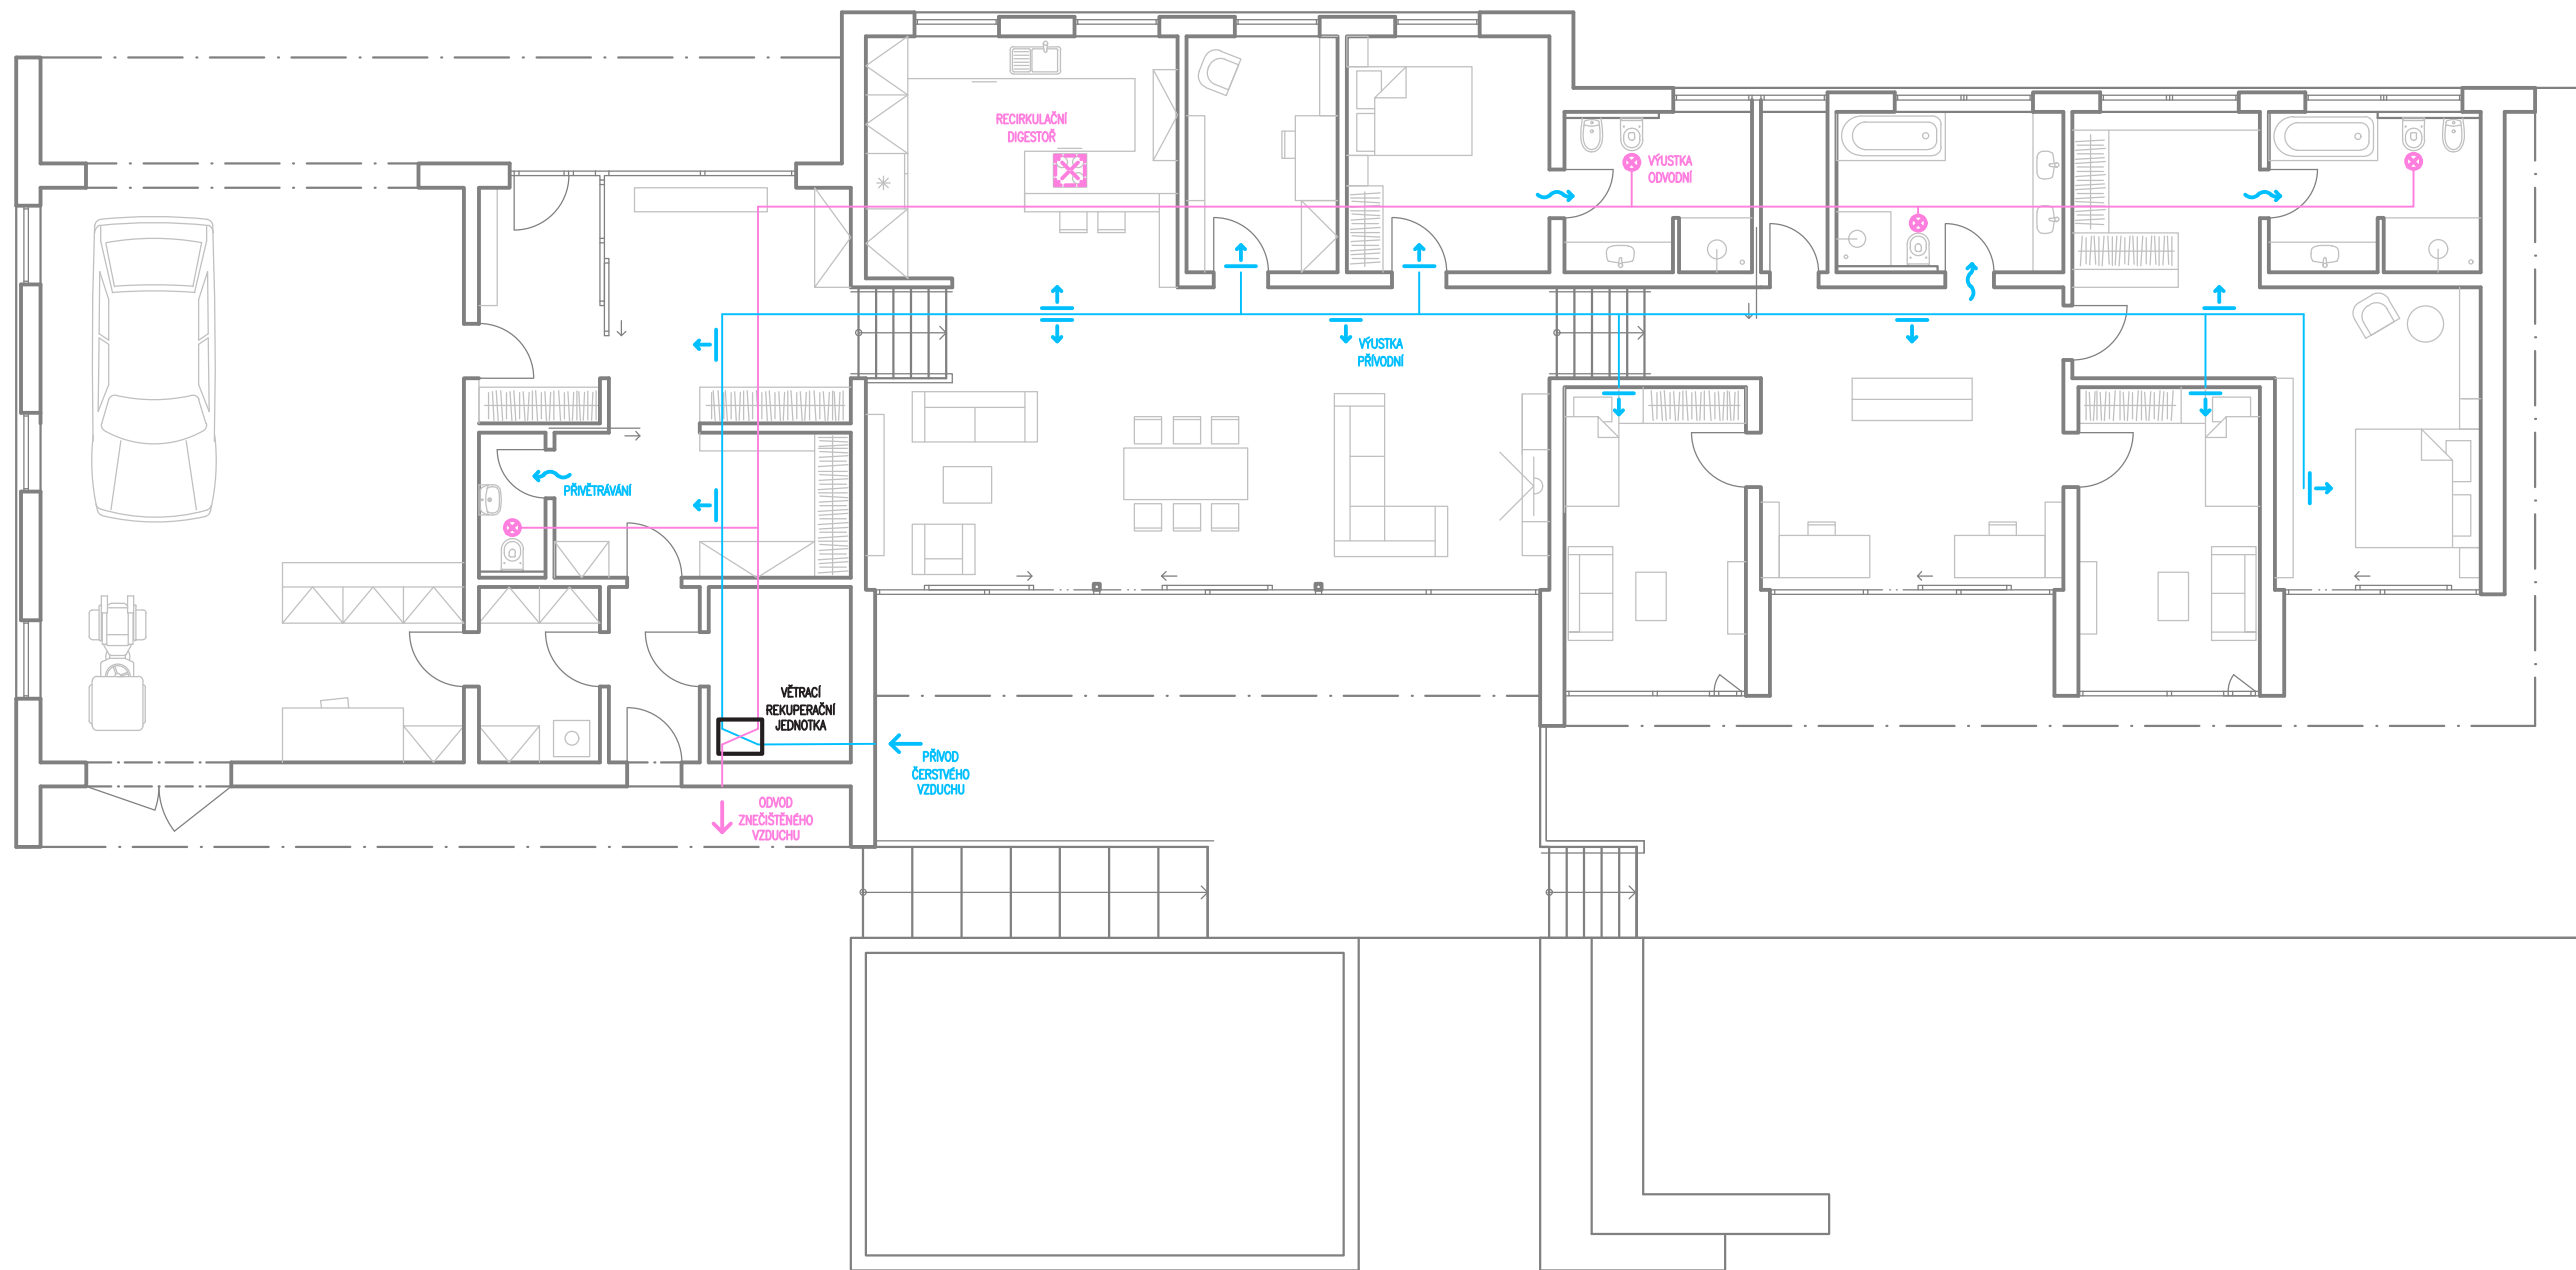 RECIRKULAČNÍ
DIGESTOŘ
VÝUSTKA
ODVODNÍ
VÝUSTKA
PŘÍVODNÍ
PŘIVĚTRÁVÁNÍ
VĚTRACÍ
REKUPERAČNÍ
JEDNOTKA
PŘÍVOD
ČERSTVÉHO
VZDUCHU
ODVOD
ZNEČIŠTĚNÉHO
VZDUCHU